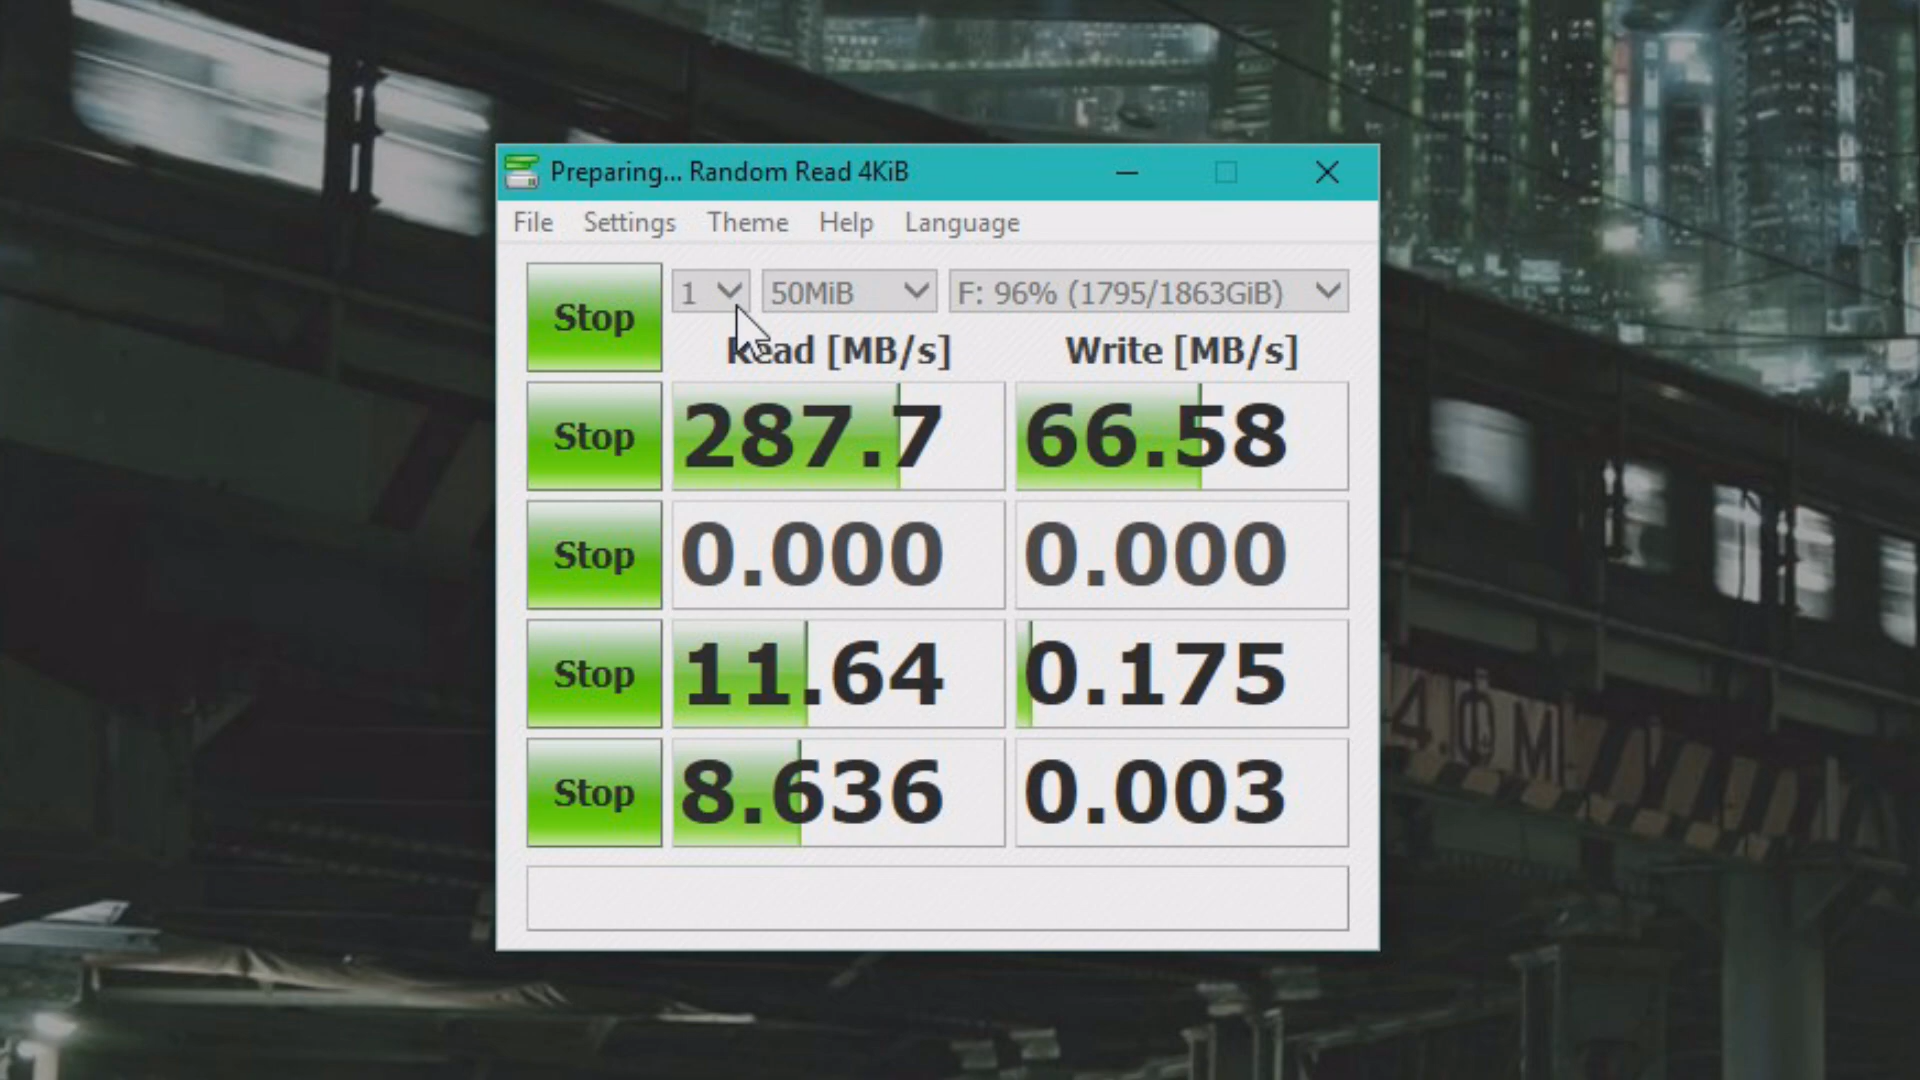 Preparing... Random Read 4KiB
File Settings Theme Help Language
Stop 1 50MiB F: 96% (1795/1863GiB)
Read [MB/s] Write [MB/s]
Stop 287.7 66.58
Stop 0.000 0.000
Stop 11.64 0.175
Stop 8.636 0.003
4.0M